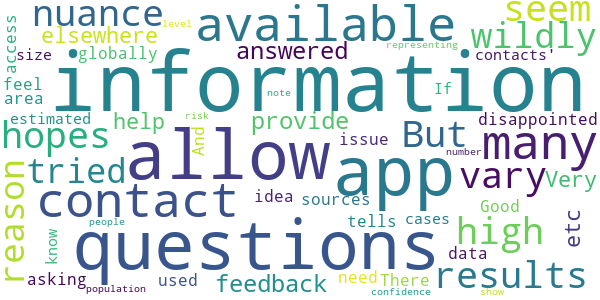 nuance available seem
level
elsewhere wildly
access size globally answered representing contacts'
information
feel area note If
estimated help provide disappointed
hopes And risk issue But many
tried allow app number
reason idea sources vary Very
contact tells cases Good
people high etc
know questions data
asking used feedback need There results
population confidence show